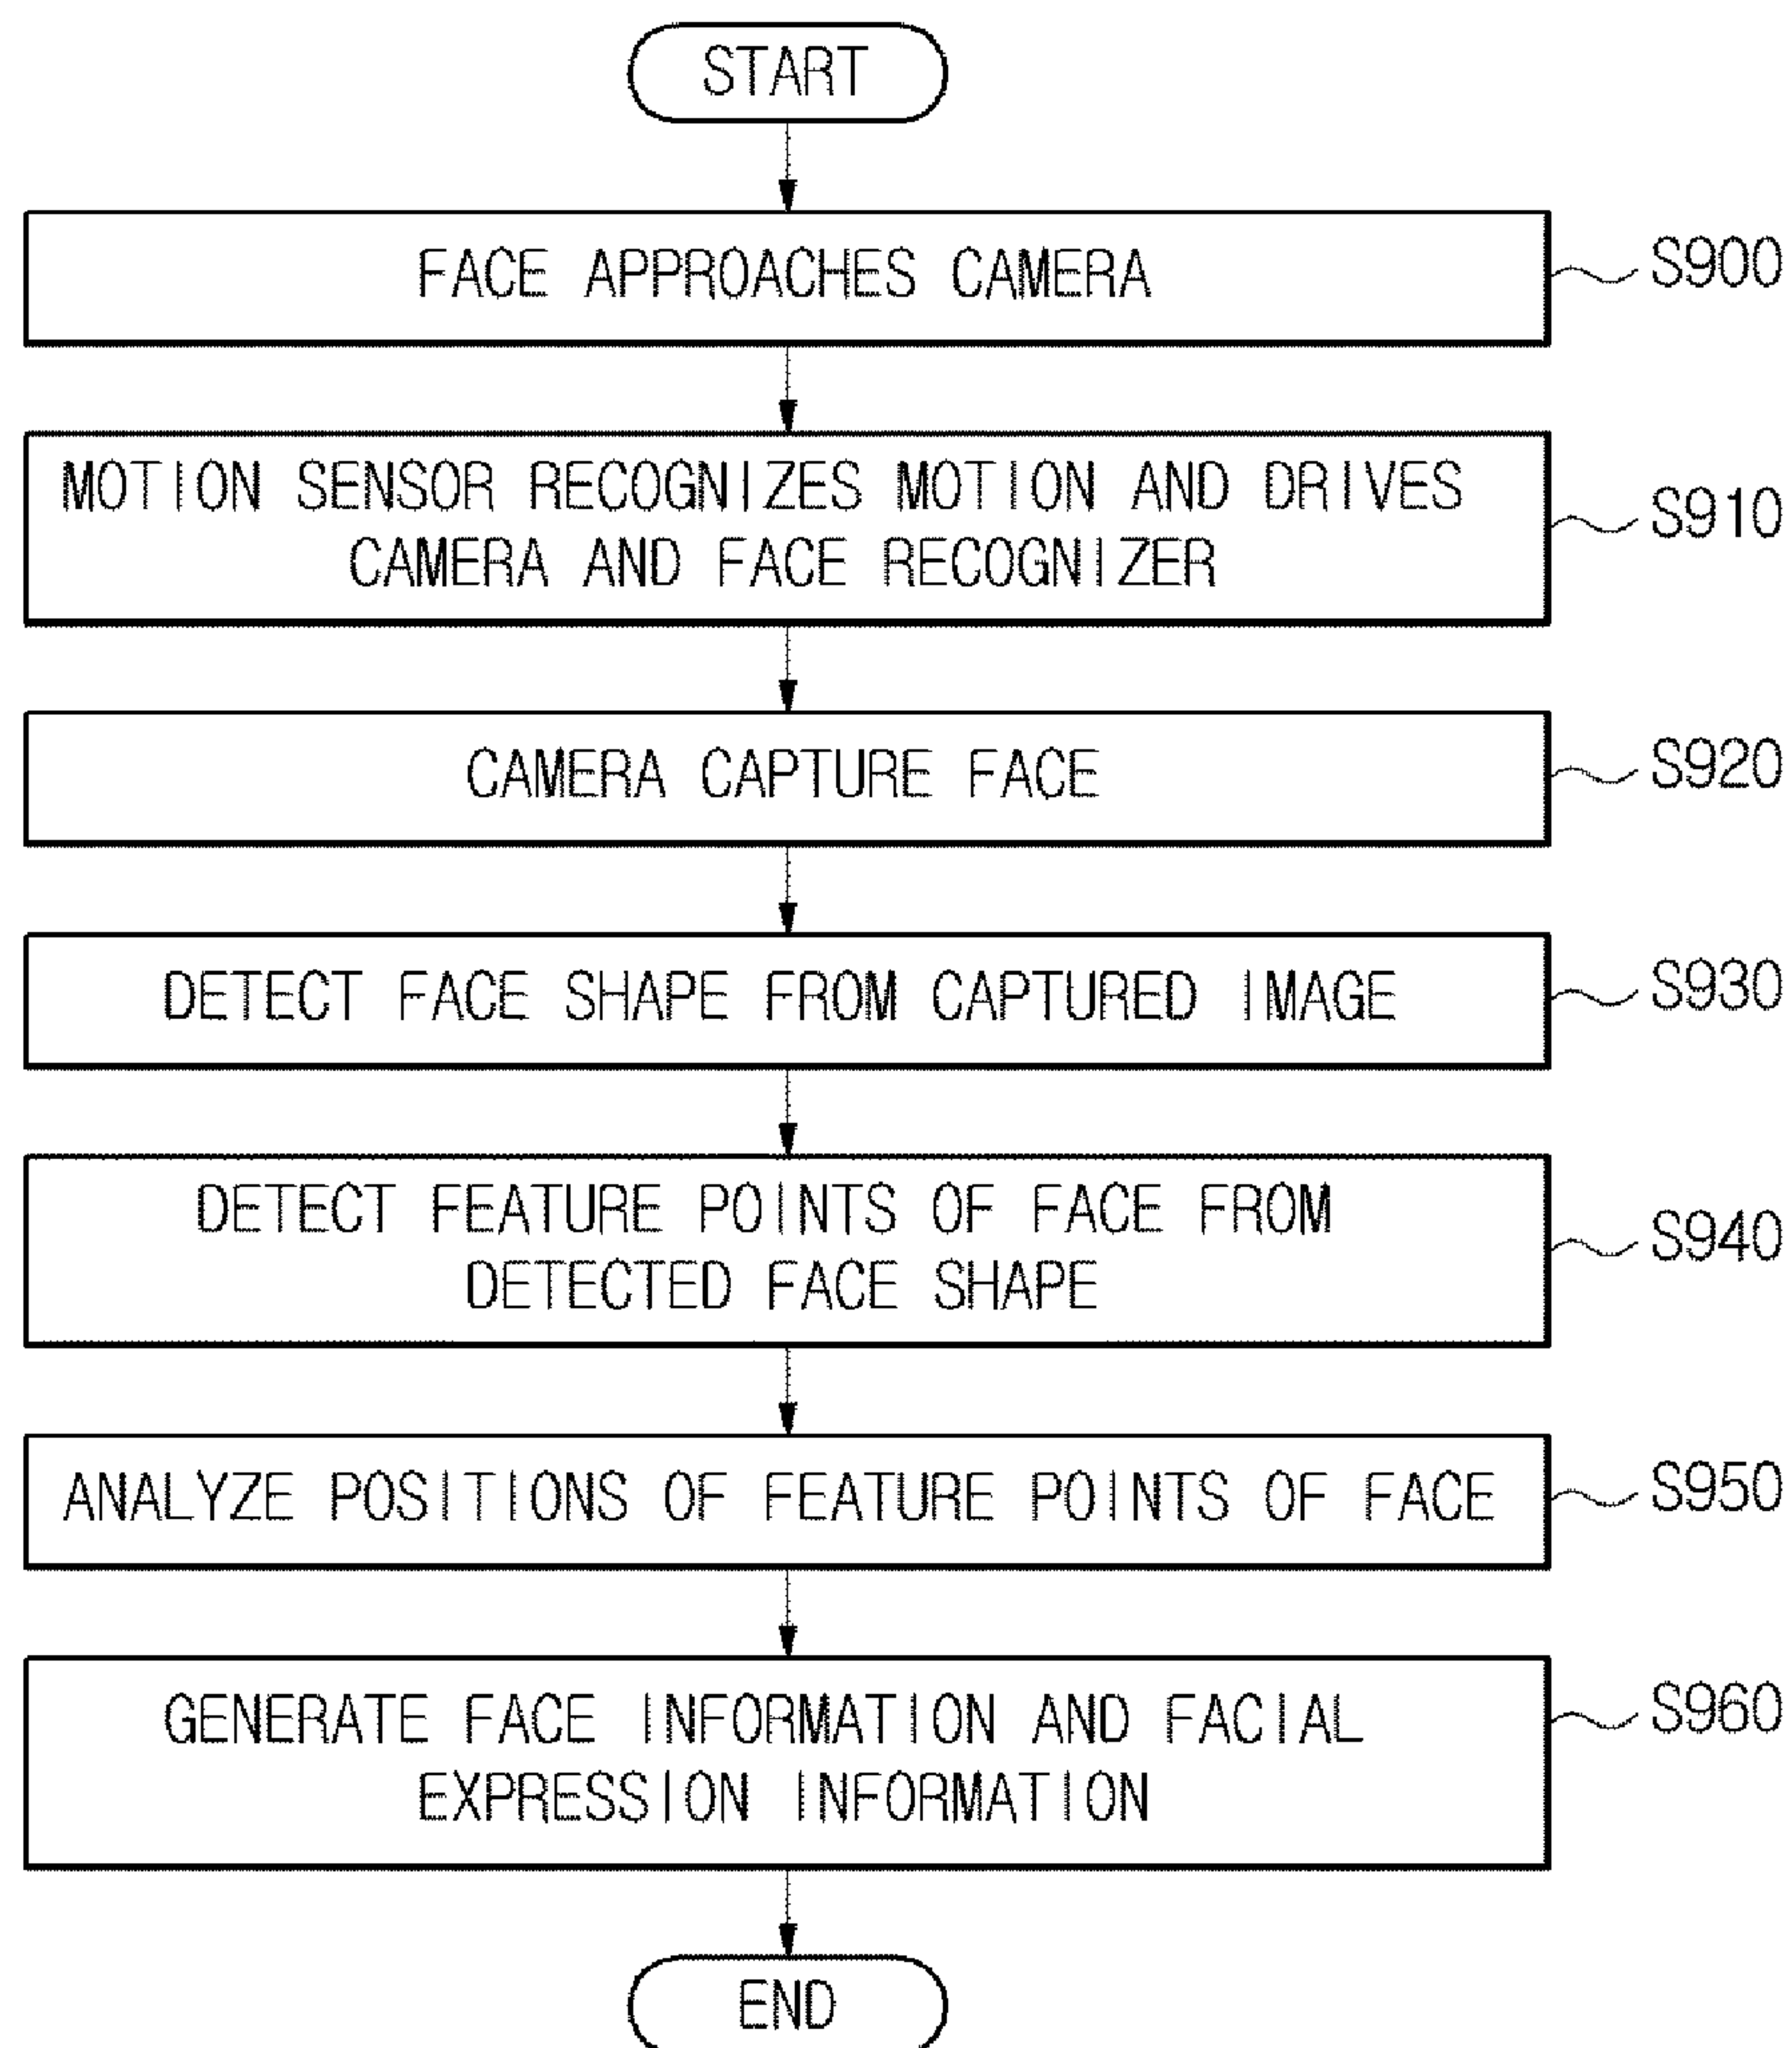 START
FACE APPROACHES CAMERA
S900
MOTION SENSOR RECOGNIZES MOTION AND DRIVES
CAMERA AND FACE RECOGNIZER
S910
CAMERA CAPTURE FACE
S920
DETECT FACE SHAPE FROM CAPTURED IMAGE
S930
DETECT FEATURE POINTS OF FACE FROM
DETECTED FACE SHAPE
S940
ANALYZE POSITIONS OF FEATURE POINTS OF FACE
S950
GENERATE FACE INFORMATION AND FACIAL
EXPRESSION INFORMATION
S960
END